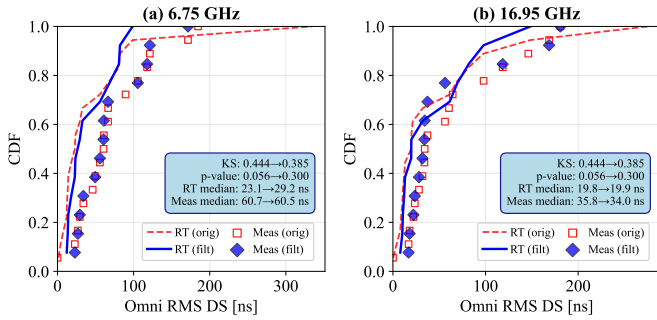 (a) 6.75 GHz
CDF
1.0
0.8
0.6
0.4
0.2
0.0
KS: 0.444→0.385
p-value: 0.056→0.300
RT median: 23.1→29.2 ns
Meas median: 60.7→60.5 ns
RT (orig)
RT (filt)
Meas (orig)
Meas (filt)
0
100
200
300
Omni RMS DS [ns]
(b) 16.95 GHz
CDF
1.0
0.8
0.6
0.4
0.2
0.0
KS: 0.444→0.385
p-value: 0.056→0.300
RT median: 19.8→19.9 ns
Meas median: 35.8→34.0 ns
RT (orig)
RT (filt)
Meas (orig)
Meas (filt)
0
100
200
Omni RMS DS [ns]